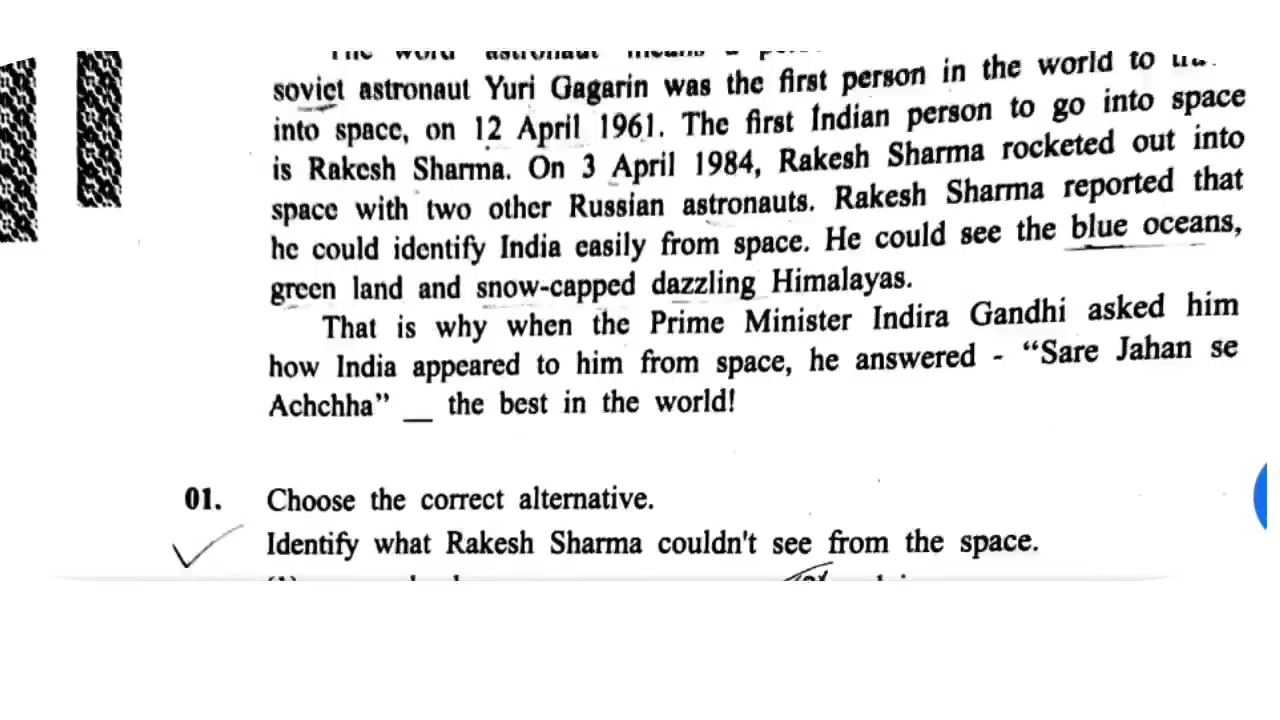 The word astronaut means a
soviet astronaut Yuri Gagarin was the first person in the world to
into space, on 12 April 1961. The first Indian person to go into space
is Rakesh Sharma. On 3 April 1984, Rakesh Sharma rocketed out into
space with two other Russian astronauts. Rakesh Sharma reported that
he could identify India easily from space. He could see the blue oceans,
green land and snow-capped dazzling Himalayas.
That is why when the Prime Minister Indira Gandhi asked him
how India appeared to him from space, he answered - “Sare Jahan se
Achchha” _ the best in the world!
01. Choose the correct alternative.
Identify what Rakesh Sharma couldn't see from the space.